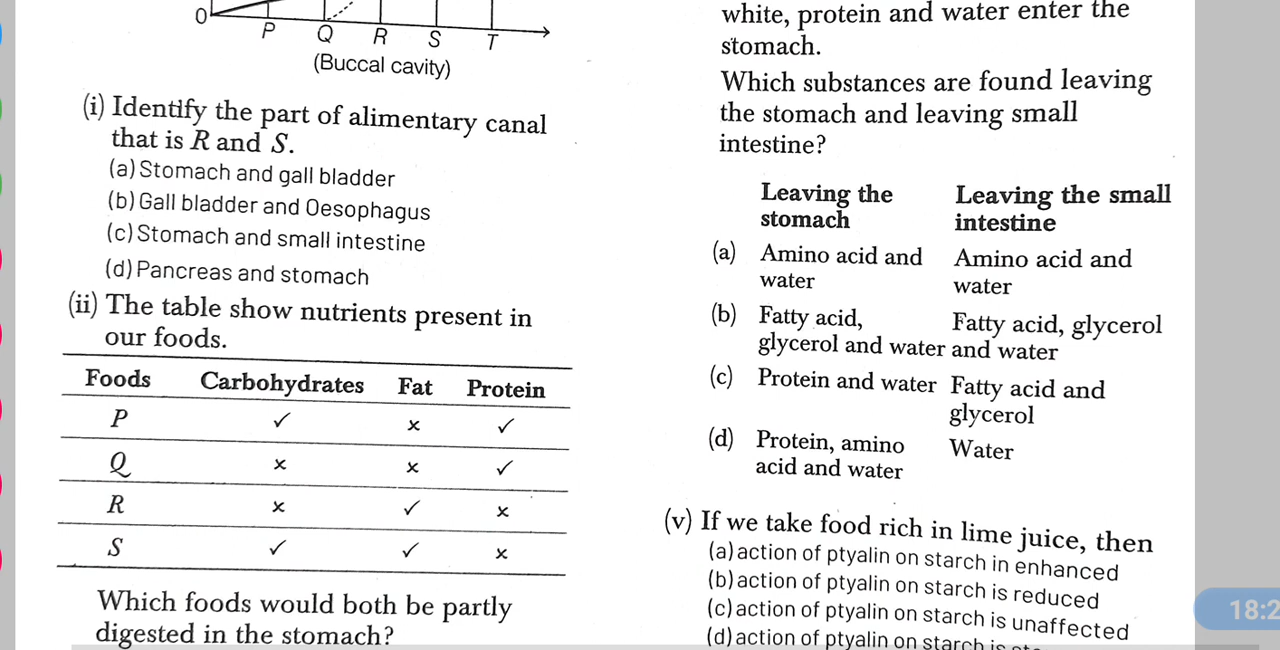 O
P Q R S T
(Buccal cavity)
(i) Identify the part of alimentary canal
that is R and S.
(a) Stomach and gall bladder
(b) Gall bladder and Oesophagus
(c) Stomach and small intestine
(d) Pancreas and stomach
(ii) The table show nutrients present in
our foods.
Foods Carbohydrates Fat Protein
P ✓ × ✓
Q × × ✓
R × ✓ ×
S ✓ ✓ ×
Which foods would both be partly
digested in the stomach?
white, protein and water enter the
stomach.
Which substances are found leaving
the stomach and leaving small
intestine?
Leaving the Leaving the small
stomach intestine
(a) Amino acid and Amino acid and
water water
(b) Fatty acid, Fatty acid, glycerol
glycerol and water and water
(c) Protein and water Fatty acid and
glycerol
(d) Protein, amino Water
acid and water
(v) If we take food rich in lime juice, then
(a) action of ptyalin on starch in enhanced
(b) action of ptyalin on starch is reduced
(c) action of ptyalin on starch is unaffected
(d) action of ptyalin on starch is
18:2